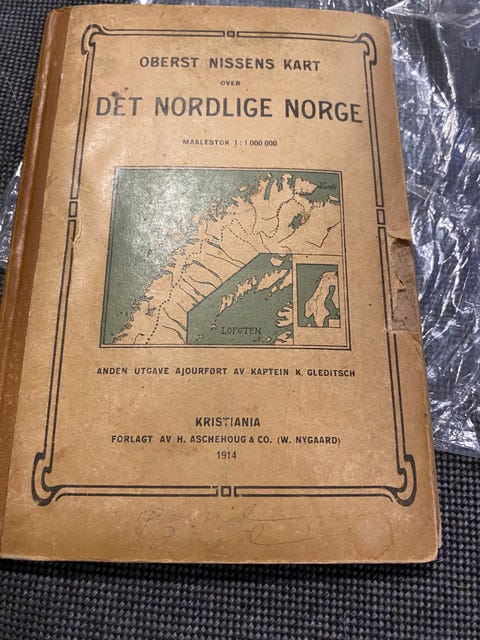 OBERST NISSENS KART
OVER
DET NORDLIGE NORGE
MAALESTOK 1:1 000 000
LOFOTEN
ANDEN UTGAVE AJOURFØRT AV KAPTEIN K. GLEDITSCH
KRISTIANIA
FORLAGT AV H. ASCHEHOUG & CO. (W. NYGAARD)
1914